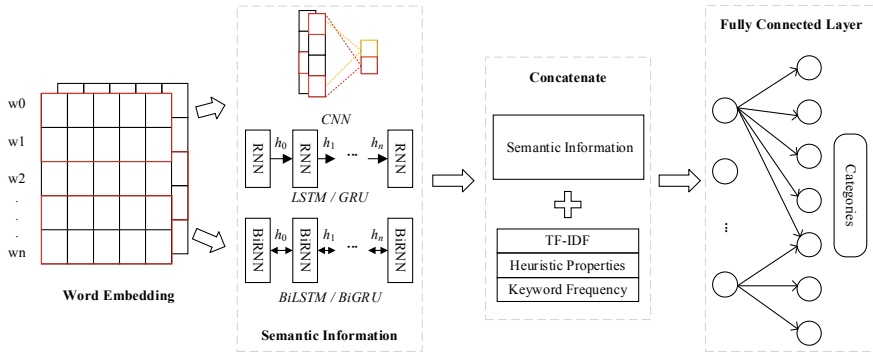 w0
w1
w2
.
.
.
wn
Word Embedding
CNN
RNN
h0
RNN
h1
...
hn
RNN
LSTM / GRU
BiRNN
h0
BiRNN
h1
...
hn
BiRNN
BiLSTM / BiGRU
Semantic Information
Concatenate
Semantic Information
TF-IDF
Heuristic Properties
Keyword Frequency
Fully Connected Layer
...
Categories